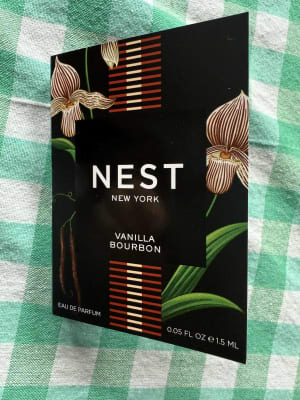 NEST
NEW YORK
VANILLA
BOURBON
EAU DE PARFUM
0.05 FL OZ e 1.5 ML